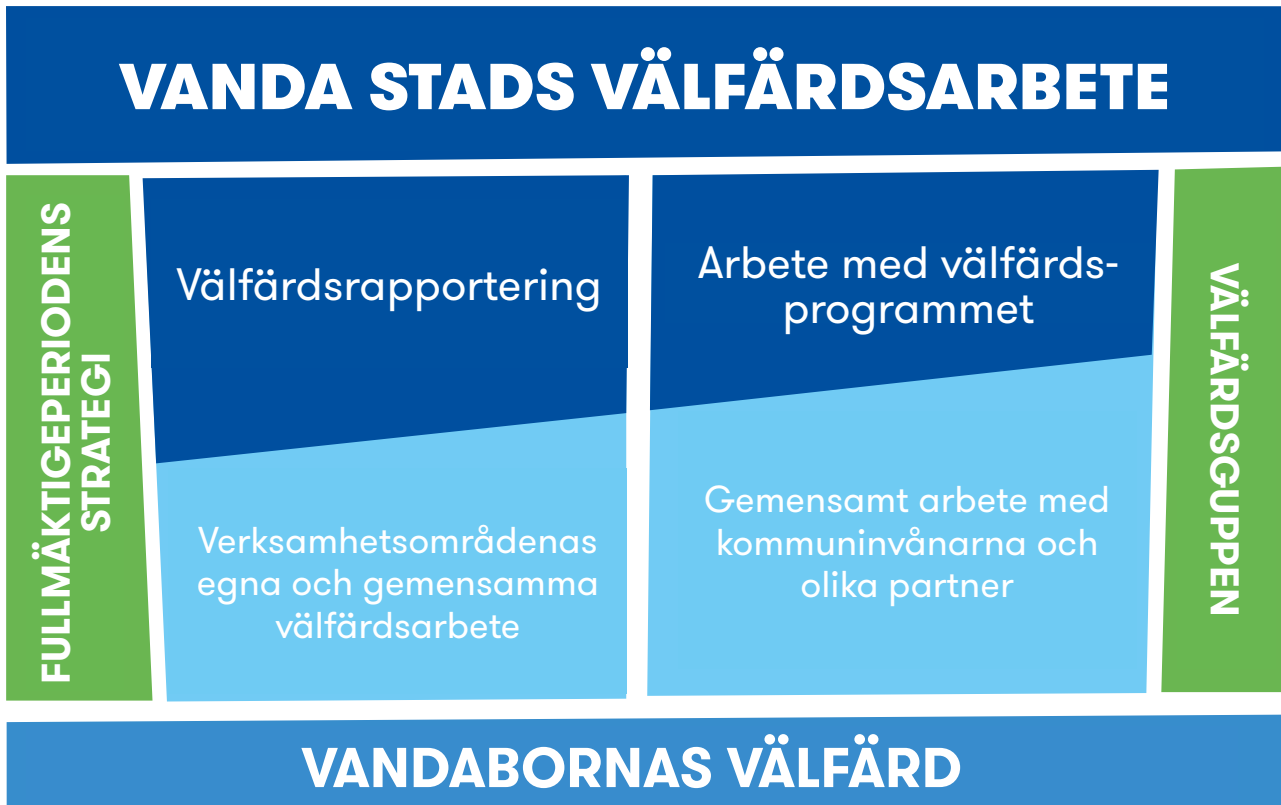 VANDA STADS VÄLFÄRDSARBETE
FULLMÄKTIGEPERIODENS
STRATEGI
Välfärdsrapportering
Arbete med välfärds-
programmet
Verksamhetsområdenas
egna och gemensamma
välfärdsarbete
Gemensamt arbete med
kommuninvånarna och
olika partner
VÄLFÄRDSGUPPEN
VANDABORNAS VÄLFÄRD